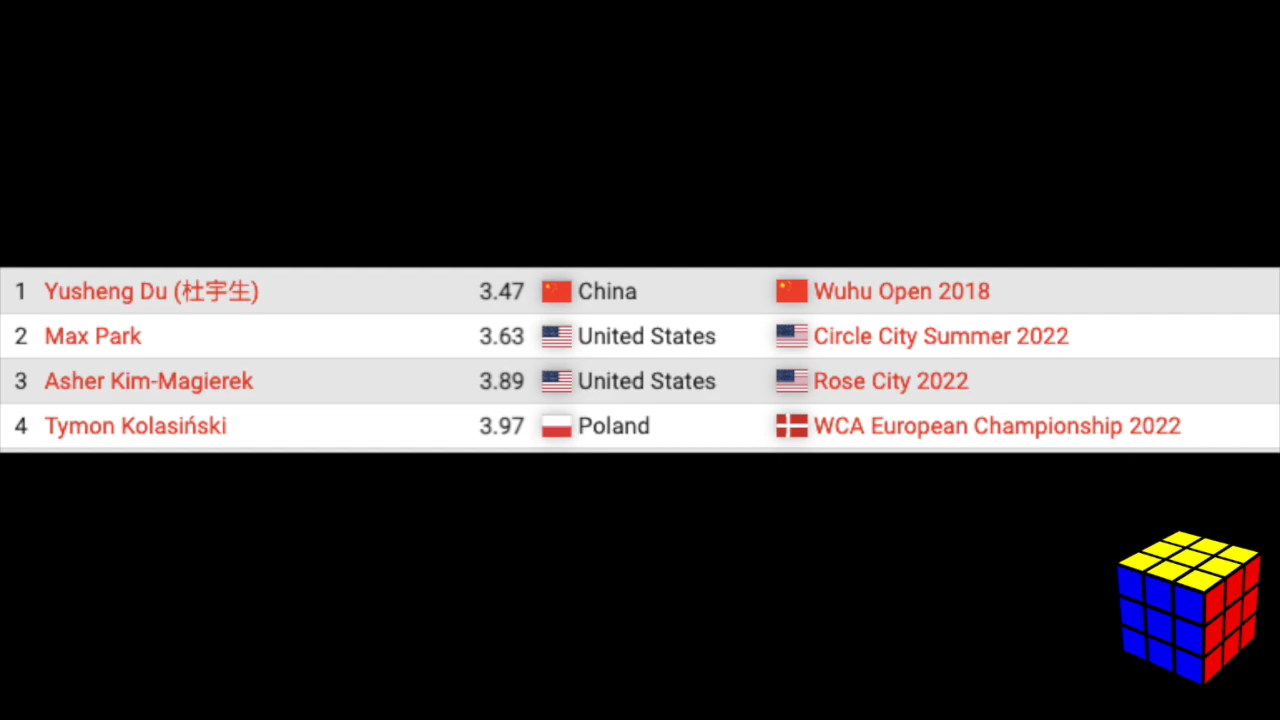 1 Yusheng Du (杜宇生) 3.47 China Wuhu Open 2018
2 Max Park 3.63 United States Circle City Summer 2022
3 Asher Kim-Magierek 3.89 United States Rose City 2022
4 Tymon Kolasiński 3.97 Poland WCA European Championship 2022